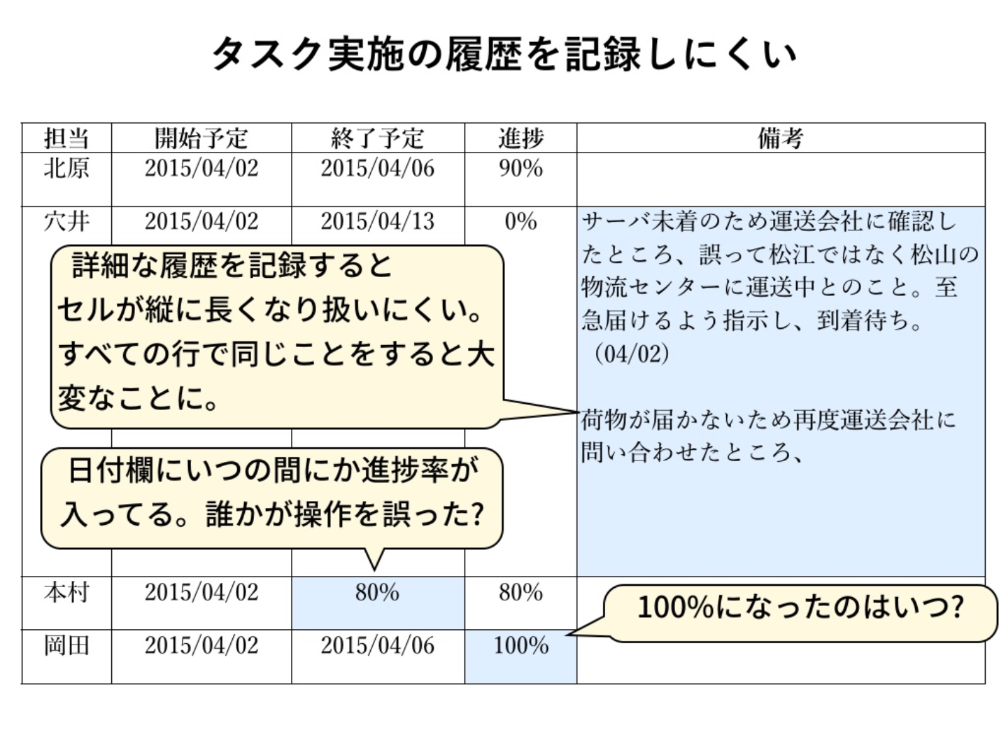 タスク実施の履歴を記録しにくい
担当 開始予定 終了予定 進捗 備考
北原 2015/04/02 2015/04/06 90%
穴井 2015/04/02 2015/04/13 0%
サーバ未着のため運送会社に確認し
たところ、誤って松江ではなく松山の
物流センターに運送中とのこと。至
急届けるよう指示し、到着待ち。
（04/02）
荷物が届かないため再度運送会社に
問い合わせたところ、
詳細な履歴を記録すると
セルが縦に長くなり扱いにくい。
すべての行で同じことをすると大
変なことに。
日付欄にいつの間にか進捗率が
入ってる。誰かが操作を誤った?
本村 2015/04/02 80% 80%
100%になったのはいつ?
岡田 2015/04/02 2015/04/06 100%